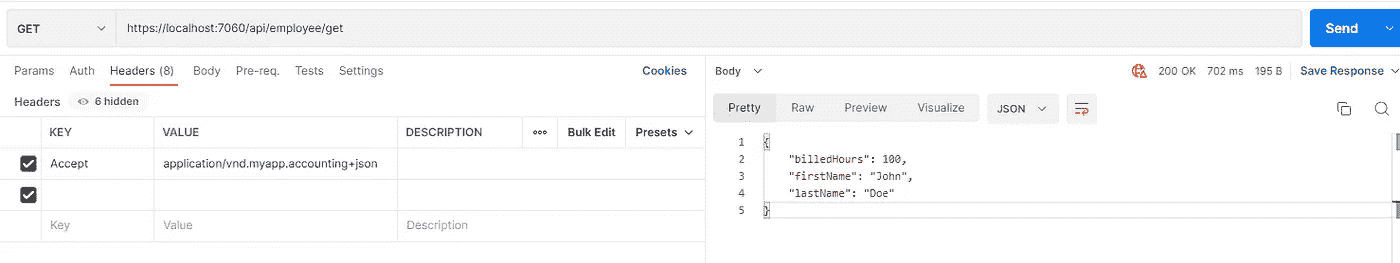 GET https://localhost:7060/api/employee/get Send
Params Auth Headers (8) Body Pre-req. Tests Settings Cookies
Headers 6 hidden
KEY VALUE DESCRIPTION ooo Bulk Edit Presets
Accept application/vnd.myapp.accounting+json
Key Value Description
Body 200 OK 702 ms 195 B Save Response
Pretty Raw Preview Visualize JSON
1 {
2 "billedHours": 100,
3 "firstName": "John",
4 "lastName": "Doe"
5 }